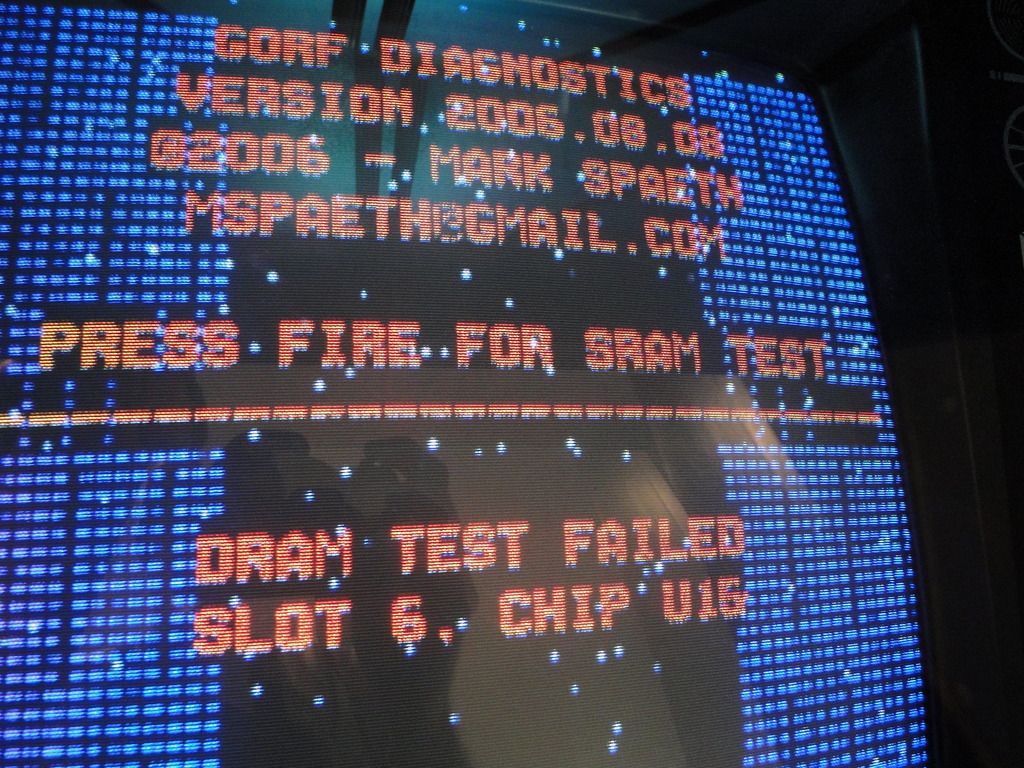 GORF DIAGNOSTICS
VERSION 2006.08.08
©2006 - MARK SPAETH
MSPAETH@GMAIL.COM
PRESS FIRE FOR SRAM TEST
DRAM TEST FAILED
SLOT 6, CHIP U16